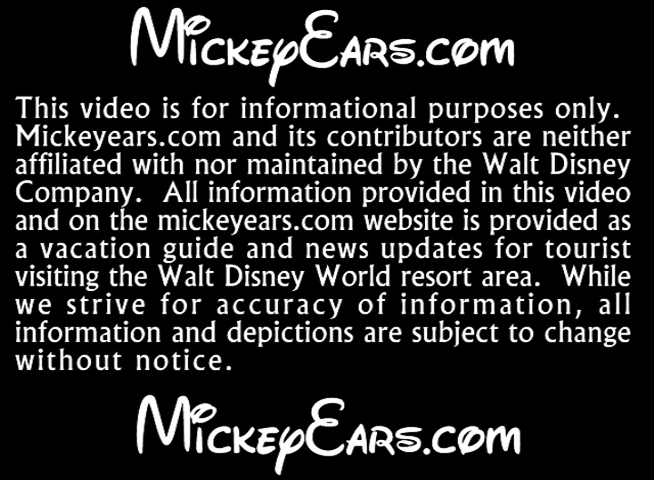 MickeyEars.com
This video is for informational purposes only.
Mickeyears.com and its contributors are neither
affiliated with nor maintained by the Walt Disney
Company. All information provided in this video
and on the mickeyears.com website is provided as
a vacation guide and news updates for tourist
visiting the Walt Disney World resort area. While
we strive for accuracy of information, all
information and depictions are subject to change
without notice.
MickeyEars.com